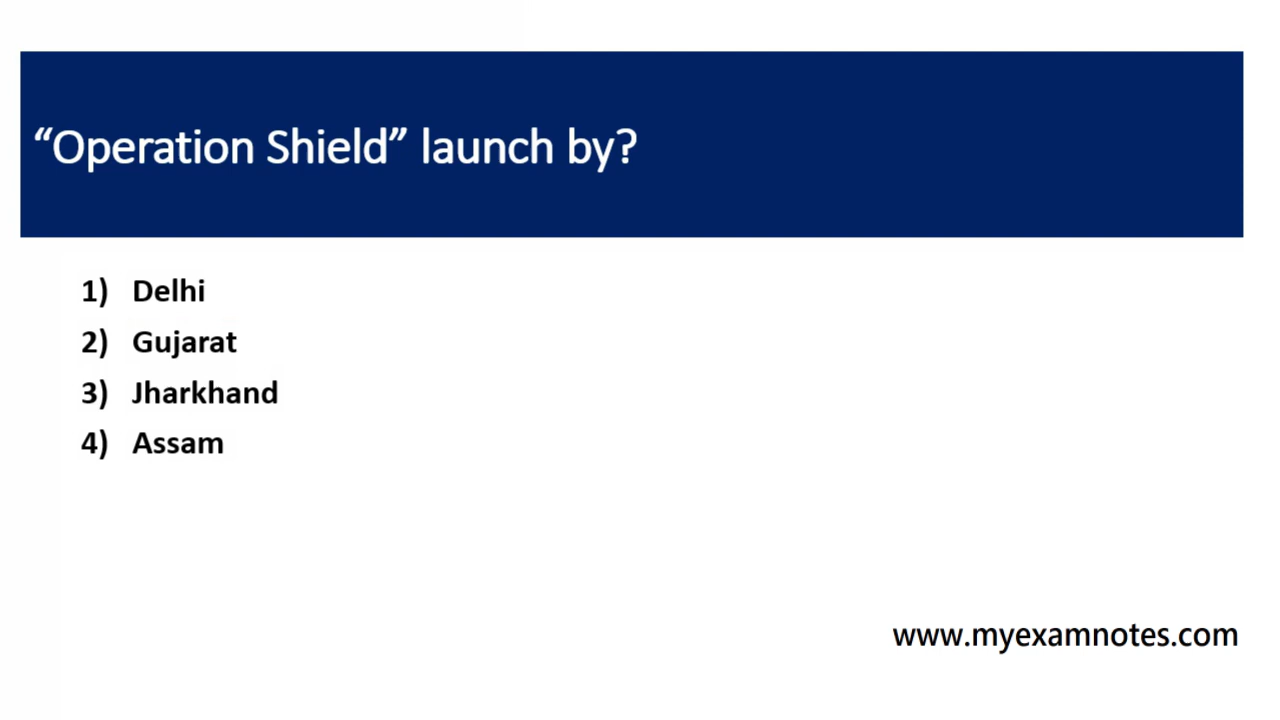 “Operation Shield” launch by?
1) Delhi
2) Gujarat
3) Jharkhand
4) Assam
www.myexamnotes.com